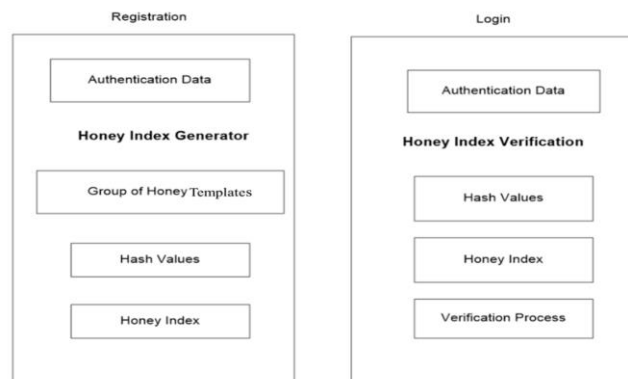 Registration
Authentication Data
Honey Index Generator
Group of Honey Templates
Hash Values
Honey Index
Login
Authentication Data
Honey Index Verification
Hash Values
Honey Index
Verification Process